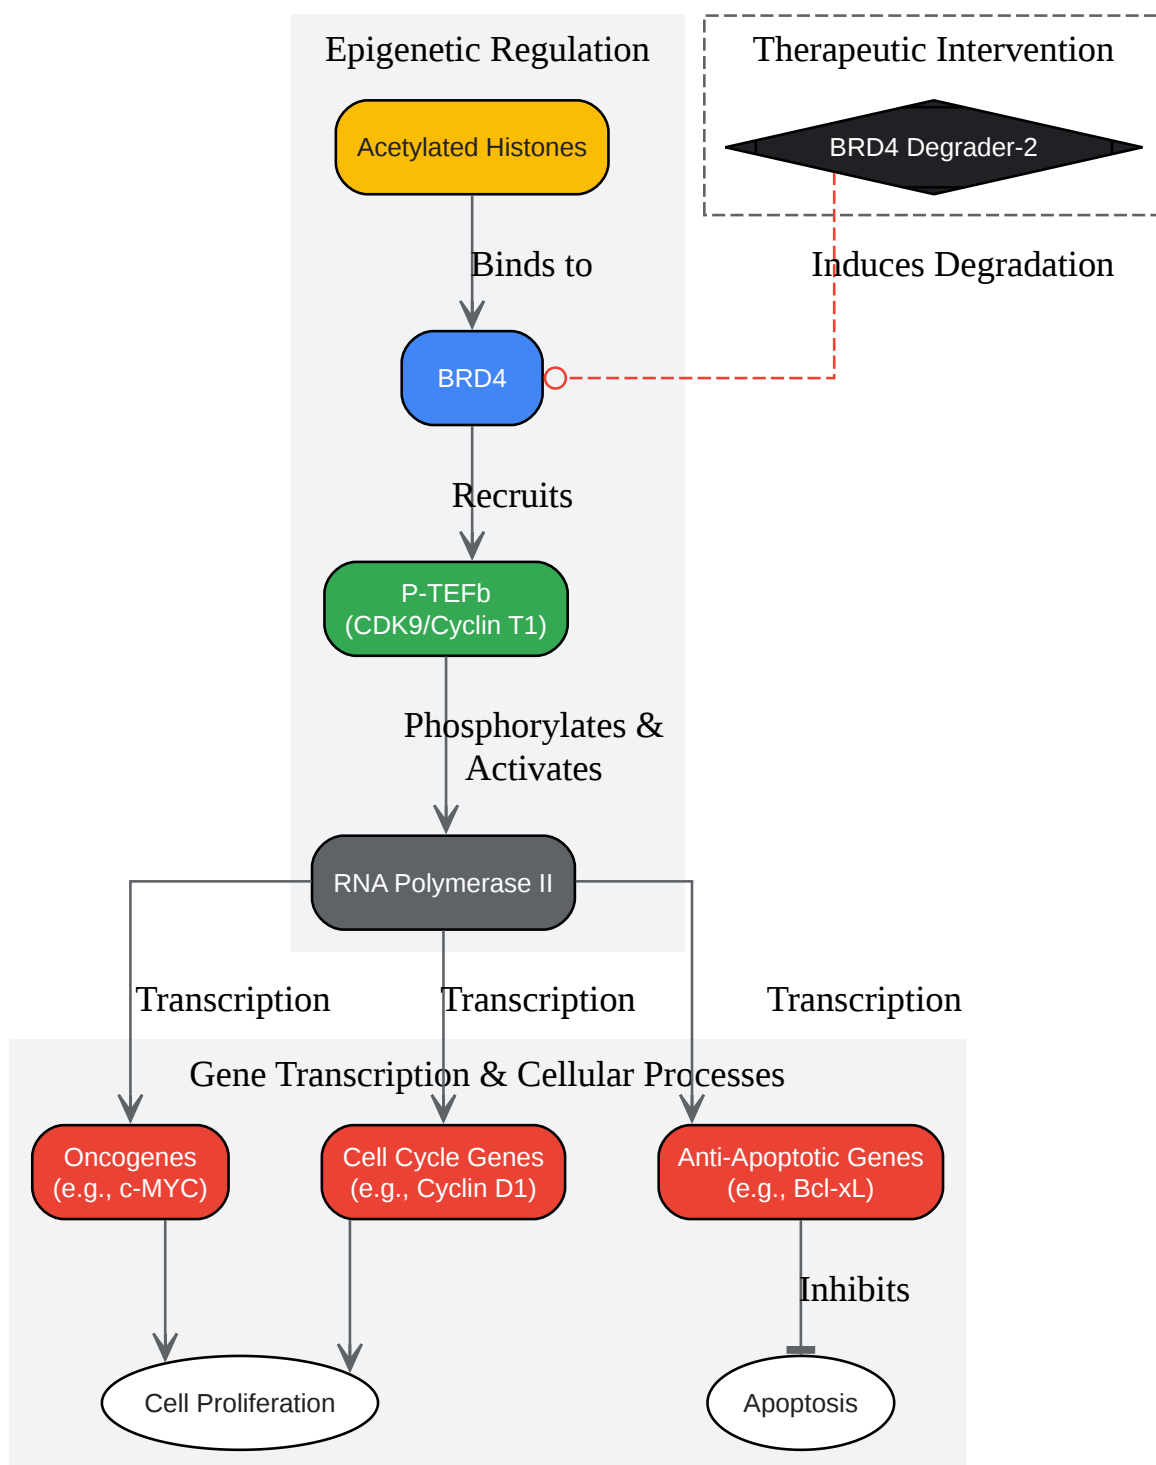 Epigenetic Regulation
Therapeutic Intervention
Acetylated Histones
BRD4 Degrader-2
Binds to
Induces Degradation
BRD4
Recruits
P-TEFb
(CDK9/Cyclin T1)
Phosphorylates &
Activates
RNA Polymerase II
Transcription
Transcription
Transcription
Gene Transcription & Cellular Processes
Oncogenes
(e.g., c-MYC)
Cell Cycle Genes
(e.g., Cyclin D1)
Anti-Apoptotic Genes
(e.g., Bcl-xL)
Inhibits
Cell Proliferation
Apoptosis